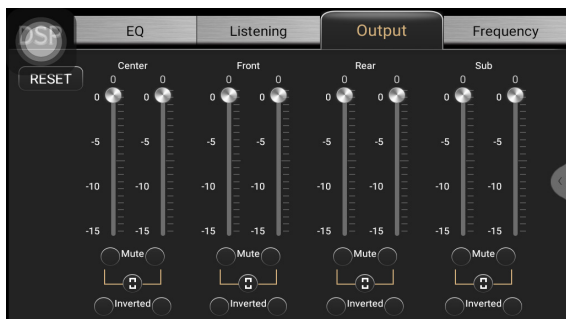 DSP
EQ
Listening
Output
Frequency
RESET
Center
Front
Rear
Sub
0 0 0 0 0 0 0 0
0 0 0 0 0 0 0 0
-5 -5 -5 -5 -5 -5 -5 -5
-10 -10 -10 -10 -10 -10 -10 -10
-15 -15 -15 -15 -15 -15 -15 -15
Mute Mute Mute Mute
Inverted Inverted Inverted Inverted